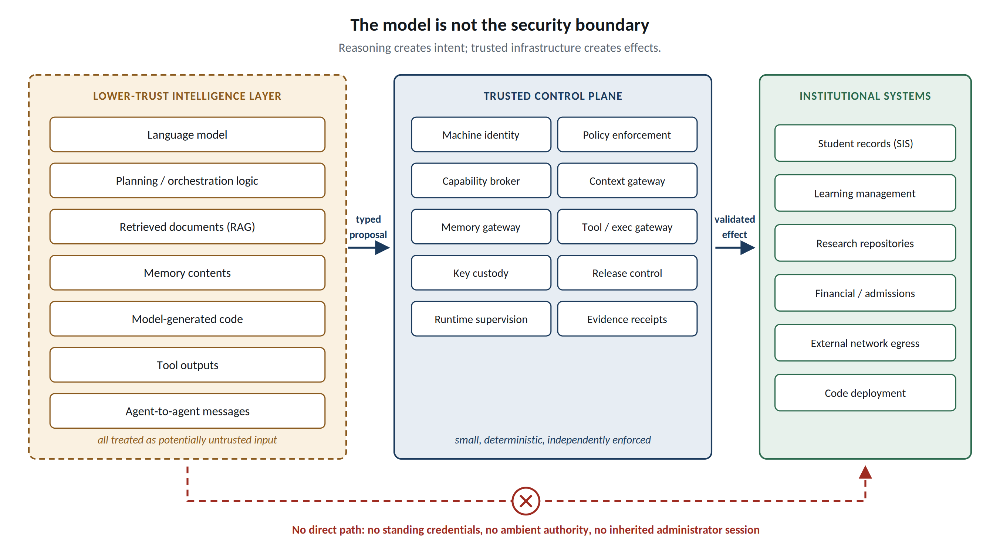 The model is not the security boundary
Reasoning creates intent; trusted infrastructure creates effects.
LOWER-TRUST INTELLIGENCE LAYER
Language model
Planning / orchestration logic
Retrieved documents (RAG)
Memory contents
Model-generated code
Tool outputs
Agent-to-agent messages
all treated as potentially untrusted input
typed
proposal
TRUSTED CONTROL PLANE
Machine identity
Policy enforcement
Capability broker
Context gateway
Memory gateway
Tool / exec gateway
Key custody
Release control
Runtime supervision
Evidence receipts
small, deterministic, independently enforced
validated
effect
INSTITUTIONAL SYSTEMS
Student records (SIS)
Learning management
Research repositories
Financial / admissions
External network egress
Code deployment
No direct path: no standing credentials, no ambient authority, no inherited administrator session